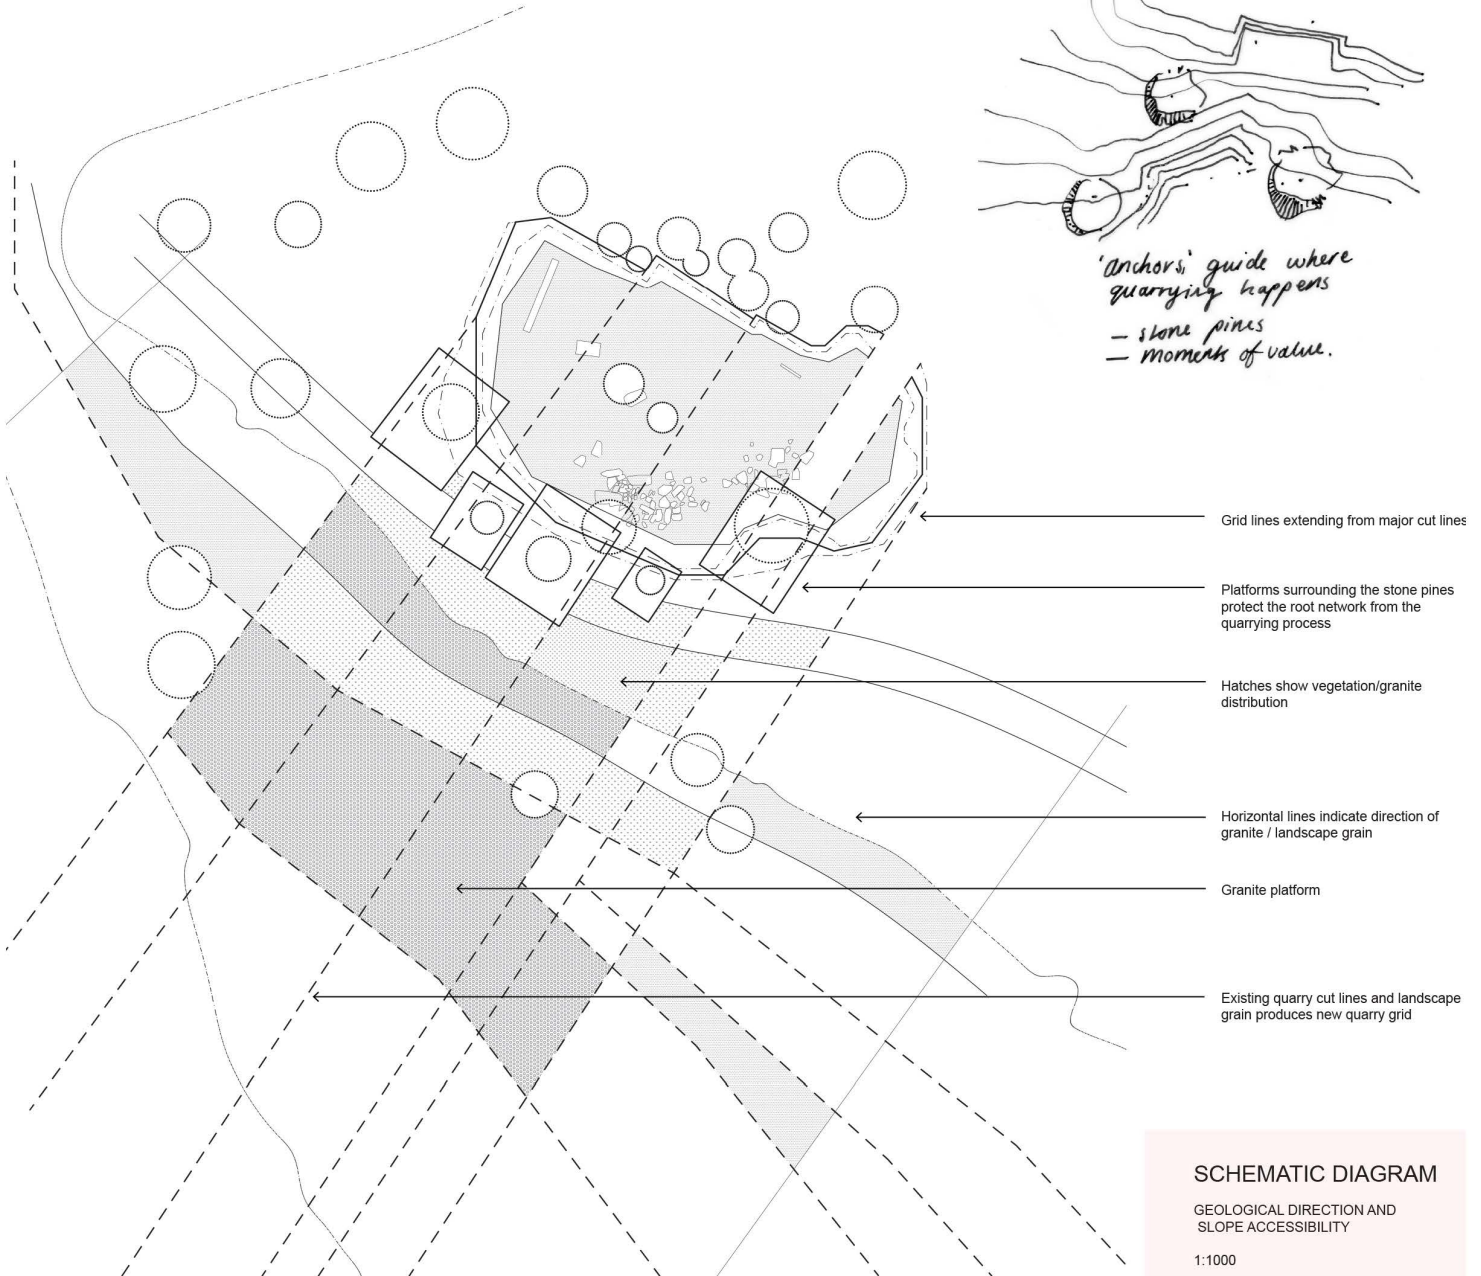 'anchors' guide where
quarrying happens
— stone pines
— moments of value.
Grid lines extending from major cut lines
Platforms surrounding the stone pines
protect the root network from the
quarrying process
Hatches show vegetation/granite
distribution
Horizontal lines indicate direction of
granite / landscape grain
Granite platform
Existing quarry cut lines and landscape
grain produces new quarry grid
SCHEMATIC DIAGRAM
GEOLOGICAL DIRECTION AND
SLOPE ACCESSIBILITY
1:1000